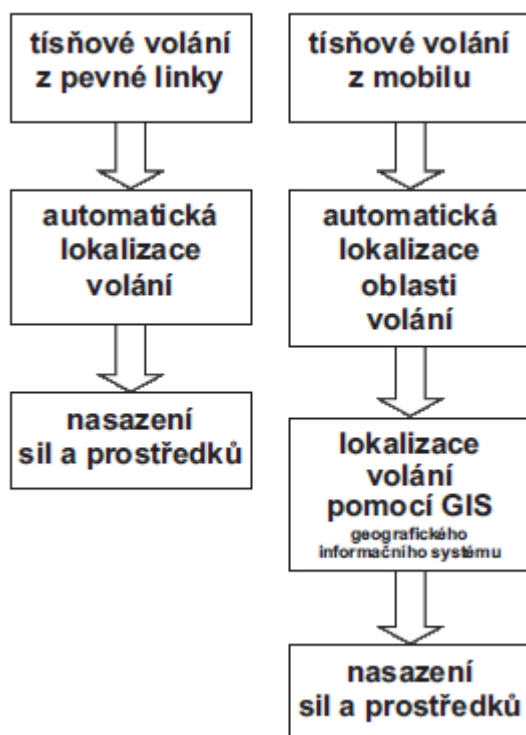 tísňové volání
z pevné linky
automatická
lokalizace
volání
nasazení
sil a prostředků
tísňové volání
z mobilu
automatická
lokalizace
oblasti
volání
lokalizace
volání
pomocí GIS
geografického
informačního systému
nasazení
sil a prostředků